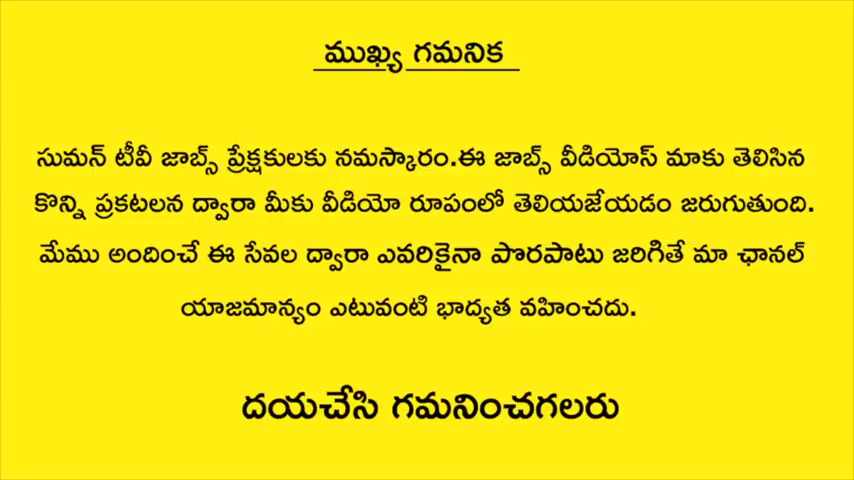 ముఖ్య గమనిక
సుమన్ టీవీ జాబ్స్ ప్రేక్షకులకు నమస్కారం.ఈ జాబ్స్ వీడియోస్ మాకు తెలిసిన
కొన్ని ప్రకటలన ద్వారా మీకు వీడియో రూపంలో తెలియజేయడం జరుగుతుంది.
మేము అందించే ఈ సేవల ద్వారా ఎవరికైనా పొరపాటు జరిగితే మా ఛానల్
యాజమాన్యం ఎటువంటి భాద్యత వహించదు.
దయచేసి గమనించగలరు